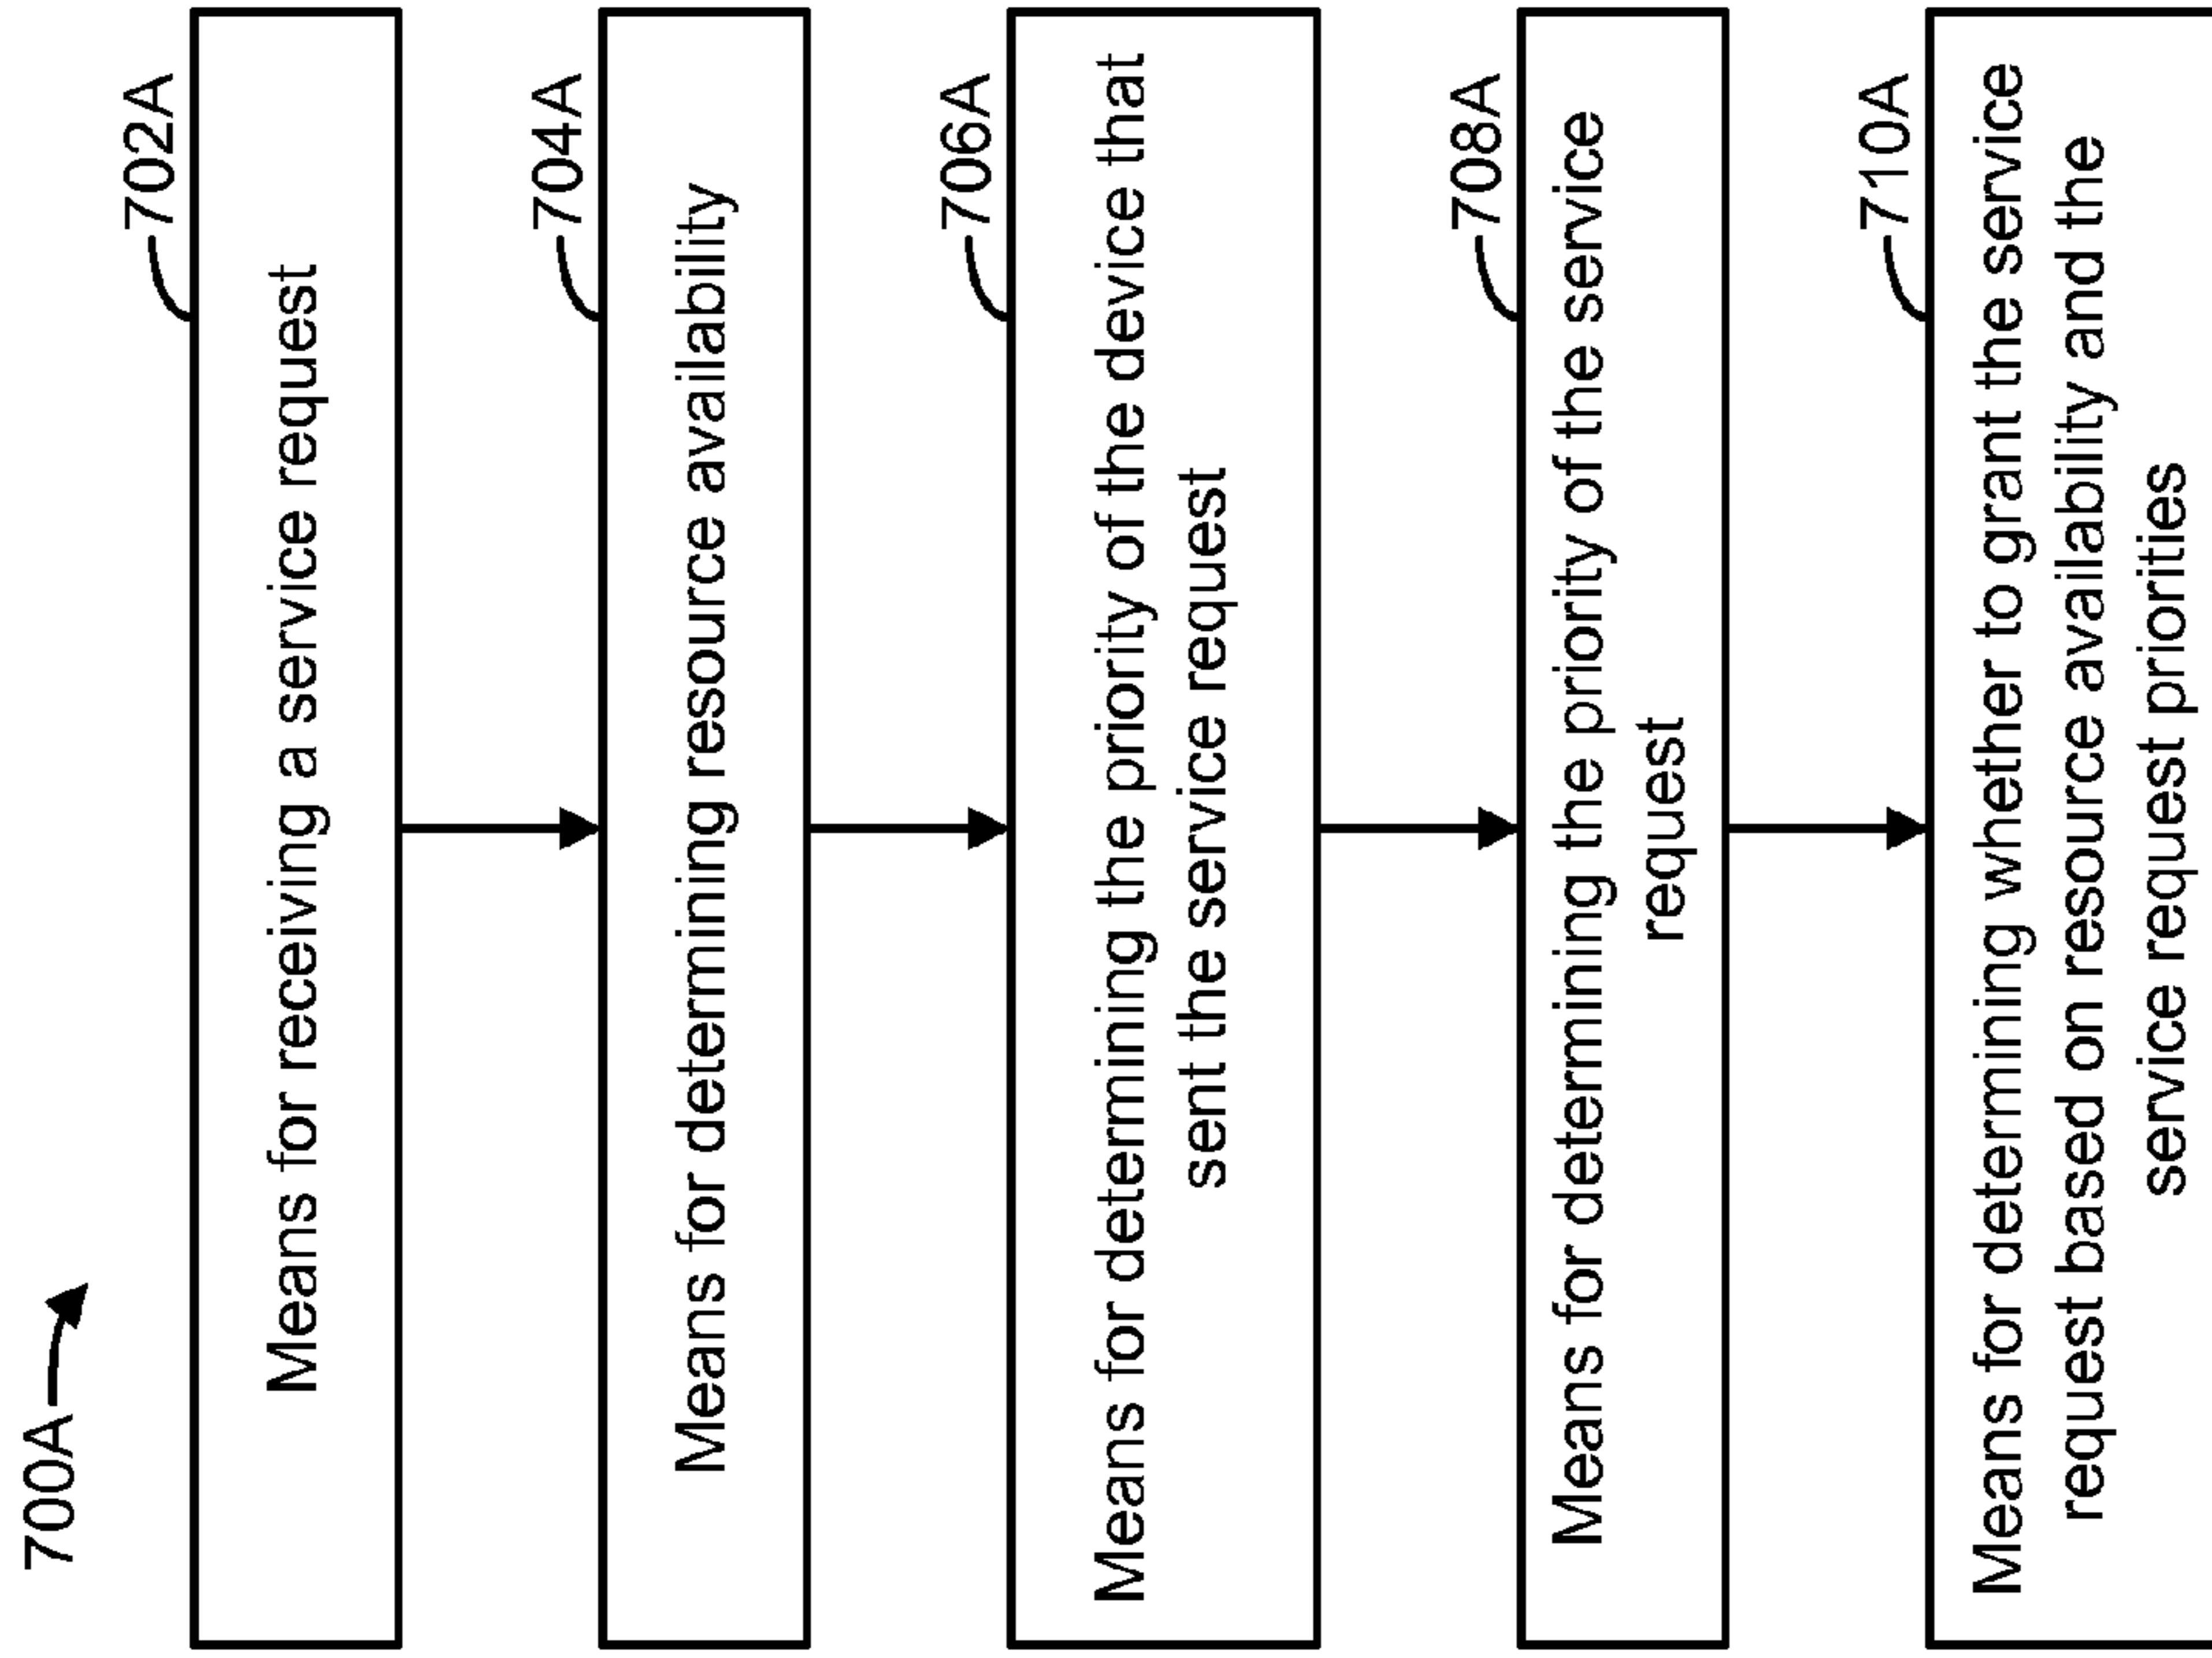 700A
702A
Means for receiving a service request
704A
Means for determining resource availability
706A
Means for determining the priority of the device that
sent the service request
708A
Means for determining the priority of the service
request
710A
Means for determining whether to grant the service
request based on resource availability and the
service request priorities